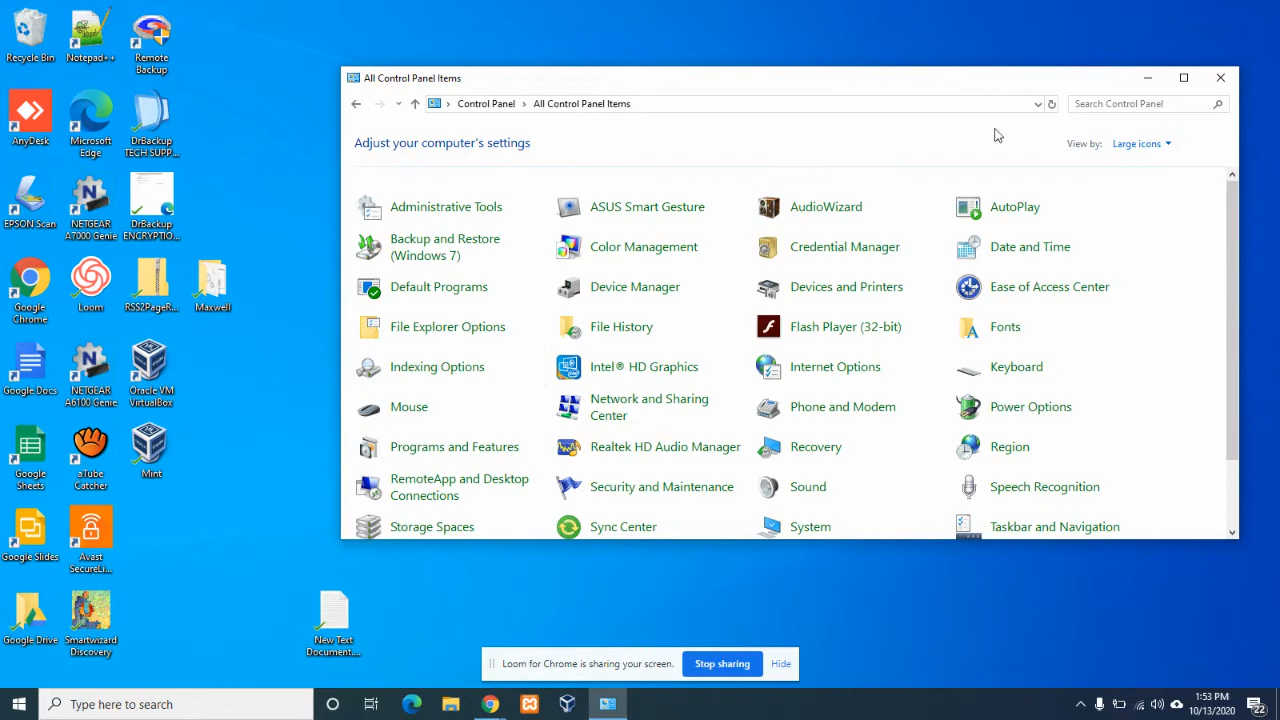 Recycle Bin
Notepad++
Remote
Backup
AnyDesk
Microsoft
Edge
DrBackup
TECH SUPP...
EPSON Scan
NETGEAR
A7000 Genie
DrBackup
ENCRYPTIO...
Google
Chrome
Loom
RSS2PageR...
Maxwell
Google Docs
NETGEAR
A6100 Genie
Oracle VM
VirtualBox
Google
Sheets
aTube
Catcher
Mint
Google Slides
Avast
SecureLi...
Google Drive
Smartwizard
Discovery
New Text
Document....
All Control Panel Items
Control Panel > All Control Panel Items
Search Control Panel
Adjust your computer's settings
View by: Large icons
Administrative Tools
ASUS Smart Gesture
AudioWizard
AutoPlay
Backup and Restore
(Windows 7)
Color Management
Credential Manager
Date and Time
Default Programs
Device Manager
Devices and Printers
Ease of Access Center
File Explorer Options
File History
Flash Player (32-bit)
Fonts
Indexing Options
Intel® HD Graphics
Internet Options
Keyboard
Mouse
Network and Sharing
Center
Phone and Modem
Power Options
Programs and Features
Realtek HD Audio Manager
Recovery
Region
RemoteApp and Desktop
Connections
Security and Maintenance
Sound
Speech Recognition
Storage Spaces
Sync Center
System
Taskbar and Navigation
Loom for Chrome is sharing your screen.
Stop sharing
Hide
Type here to search
1:53 PM
10/13/2020
22